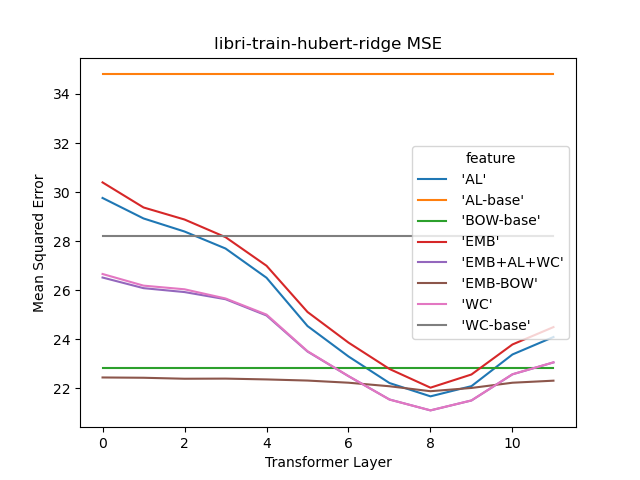 libri-train-hubert-ridge MSE
Mean Squared Error
34
32
30
28
26
24
22
feature
'AL'
'AL-base'
'BOW-base'
'EMB'
'EMB+AL+WC'
'EMB-BOW'
'WC'
'WC-base'
0 2 4 6 8 10
Transformer Layer